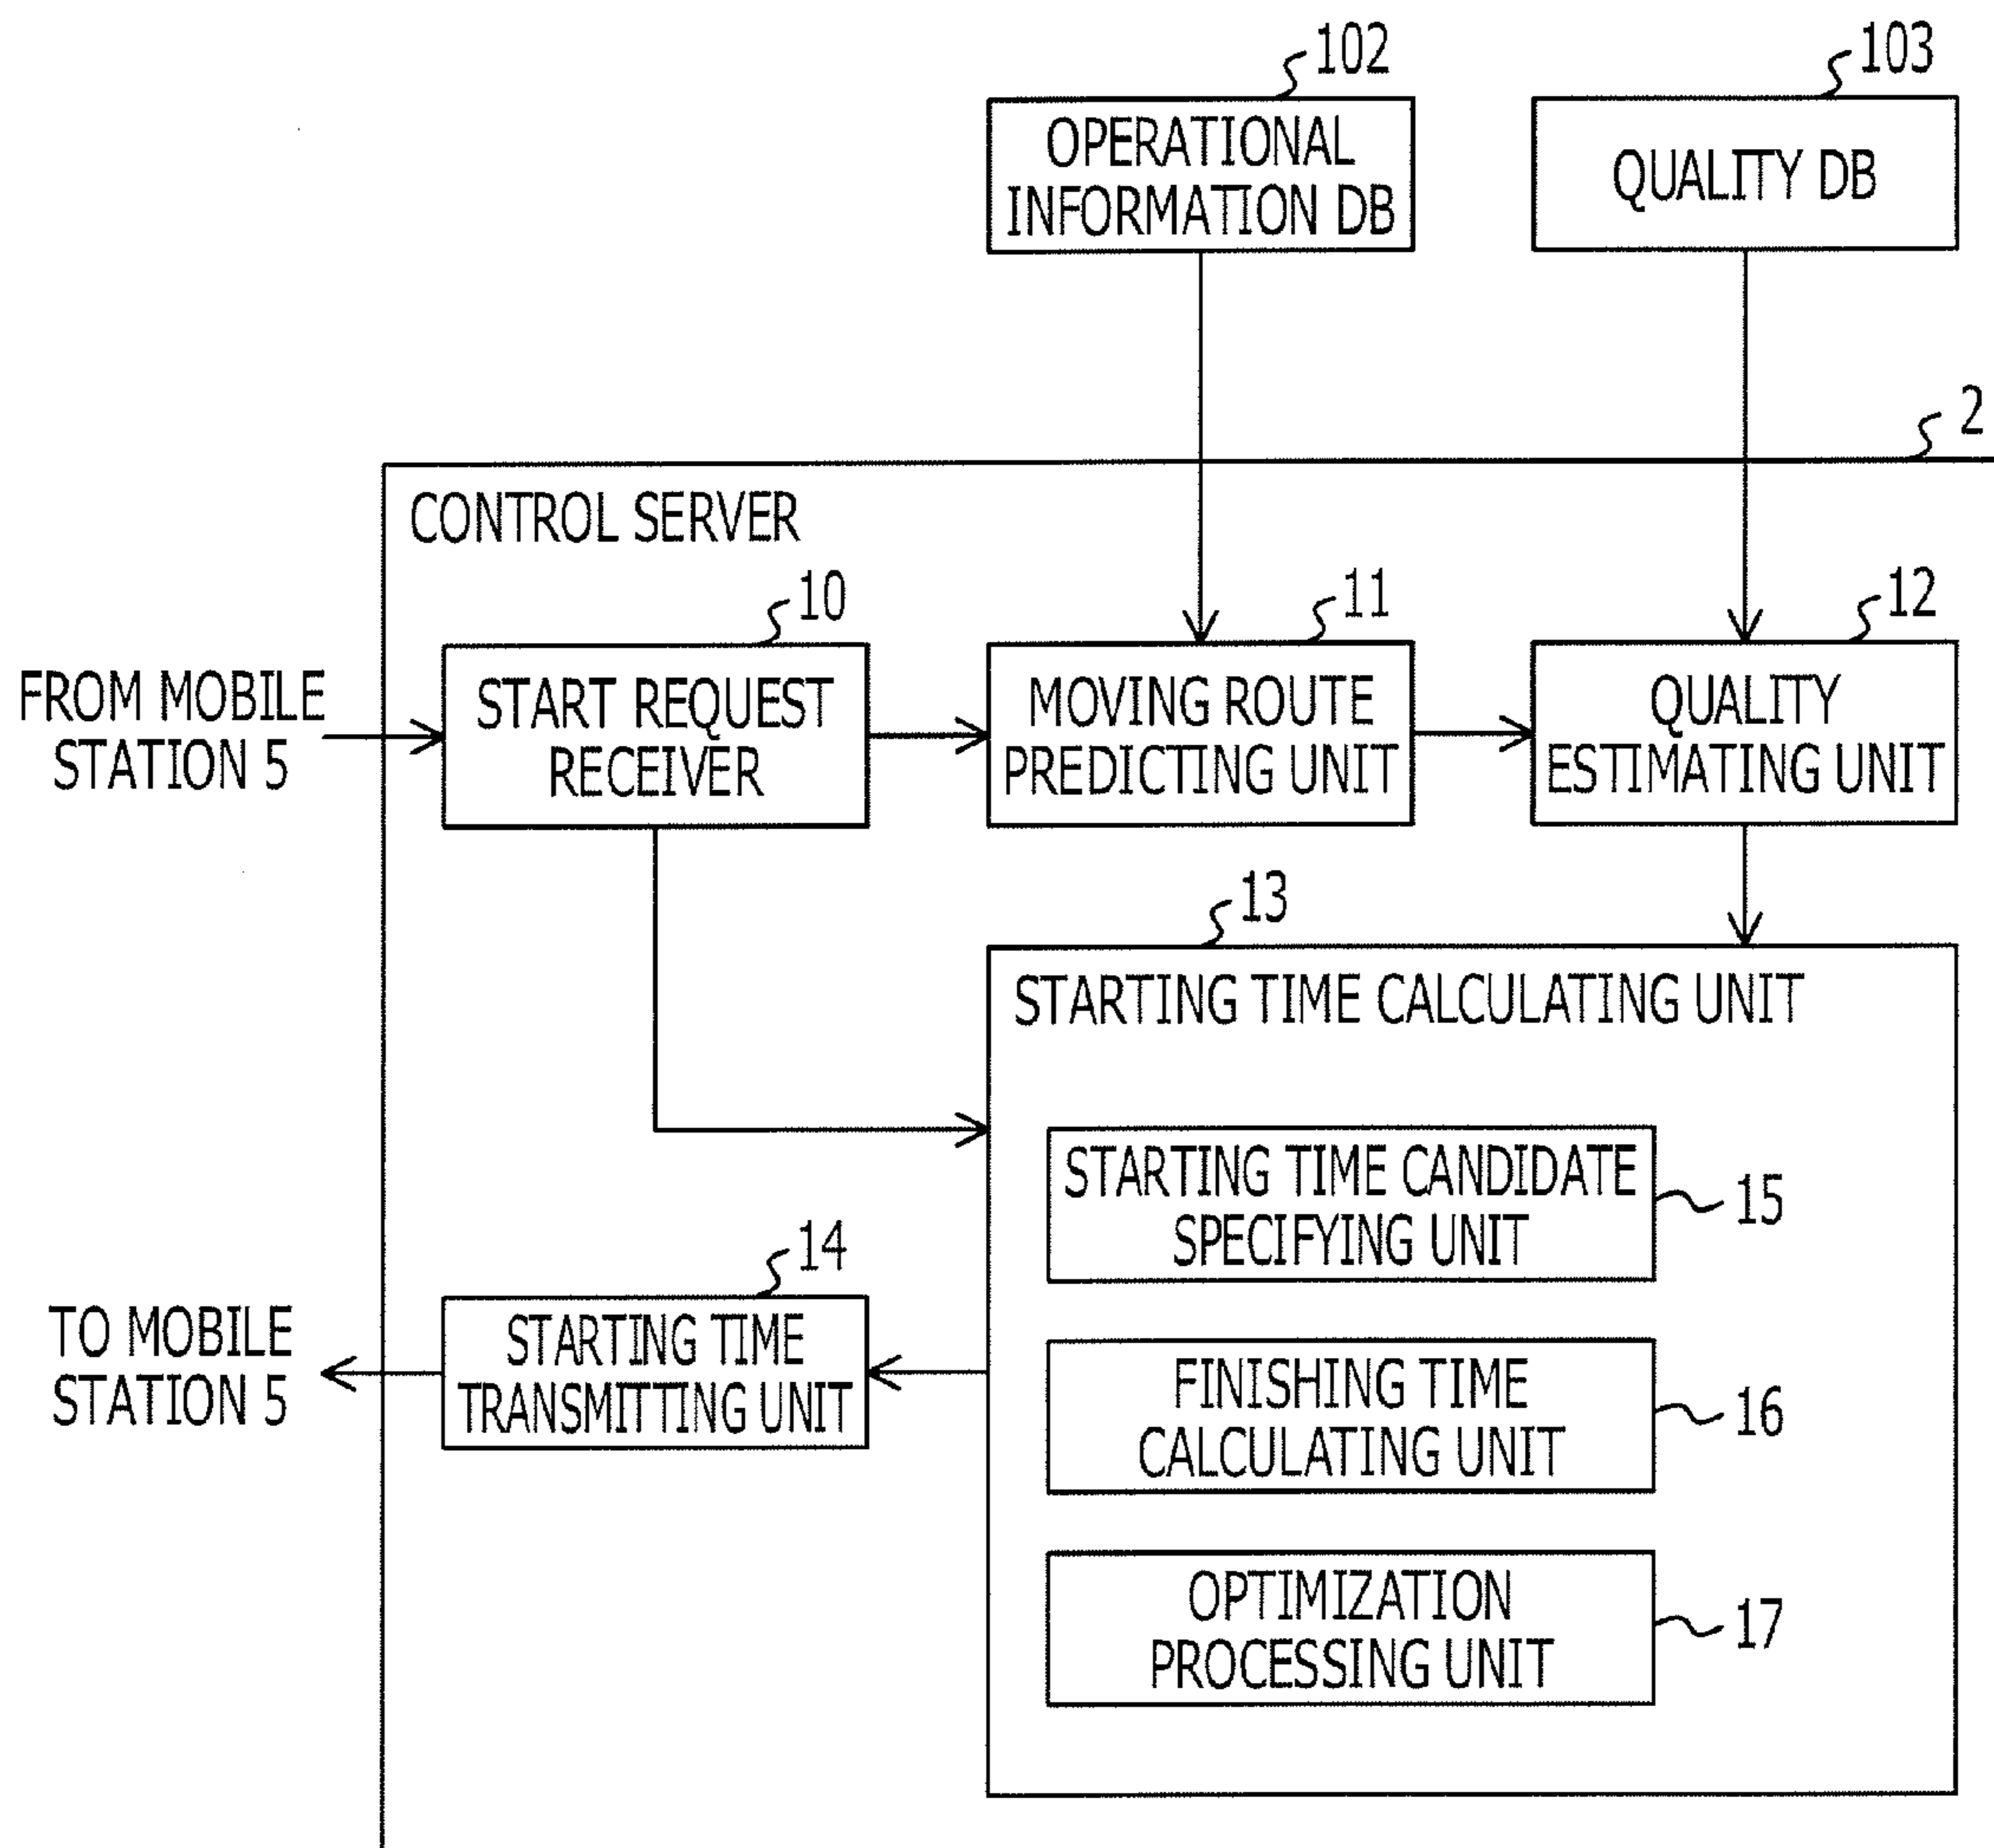 102
103
OPERATIONAL
INFORMATION DB
QUALITY DB
2
CONTROL SERVER
10
11
12
FROM MOBILE
STATION 5
START REQUEST
RECEIVER
MOVING ROUTE
PREDICTING UNIT
QUALITY
ESTIMATING UNIT
13
STARTING TIME CALCULATING UNIT
STARTING TIME CANDIDATE
SPECIFYING UNIT
15
14
TO MOBILE
STATION 5
STARTING TIME
TRANSMITTING UNIT
FINISHING TIME
CALCULATING UNIT
16
OPTIMIZATION
PROCESSING UNIT
17